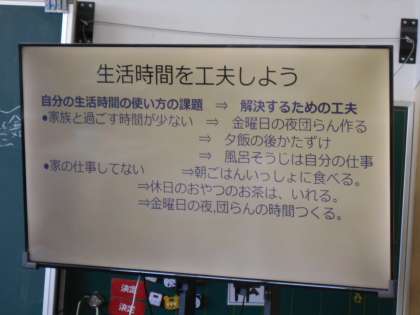 生活時間を工夫しよう
自分の生活時間の使い方の課題 ⇒ 解決するための工夫
●家族と過ごす時間が少ない ⇒ 金曜日の夜団らん作る
⇒ 夕飯の後かたずけ
⇒ 風呂そうじは自分の仕事
●家の仕事してない ⇒朝ごはんいっしょに食べる。
⇒休日のおやつのお茶は、いれる。
⇒金曜日の夜,団らんの時間つくる。
決定
決定